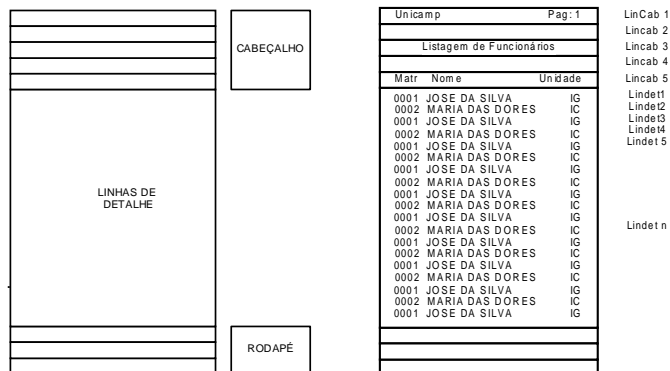 CABEÇALHO
LINHAS DE
DETALHE
RODAPÉ
Unicamp Pag: 1 LinCab 1
Lincab 2
Listagem de Funcionários Lincab 3
Lincab 4
Matr Nome Unidade Lincab 5
0001 JOSE DA SILVA IG Lindet1
0002 MARIA DAS DORES IC Lindet2
0001 JOSE DA SILVA IG Lindet3
0002 MARIA DAS DORES IC Lindet4
0001 JOSE DA SILVA IG Lindet 5
0002 MARIA DAS DORES IC
0001 JOSE DA SILVA IG
0002 MARIA DAS DORES IC
0001 JOSE DA SILVA IG
0002 MARIA DAS DORES IC
0001 JOSE DA SILVA IG
0002 MARIA DAS DORES IC Lindet n
0001 JOSE DA SILVA IG
0002 MARIA DAS DORES IC
0001 JOSE DA SILVA IG
0002 MARIA DAS DORES IC
0001 JOSE DA SILVA IG
0002 MARIA DAS DORES IC
0001 JOSE DA SILVA IG